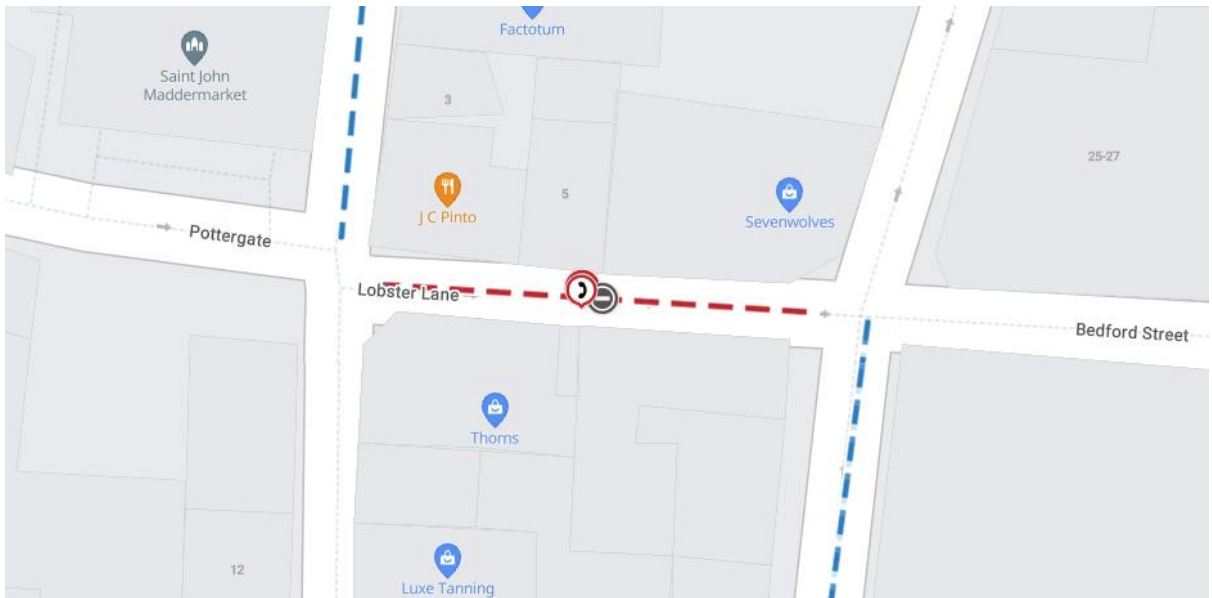 Factotum
Saint John
Maddermarket
3
25-27
J C Pinto
5
Sevenwolves
Pottergate
Lobster Lane
Bedford Street
Thorns
12
Luxe Tanning